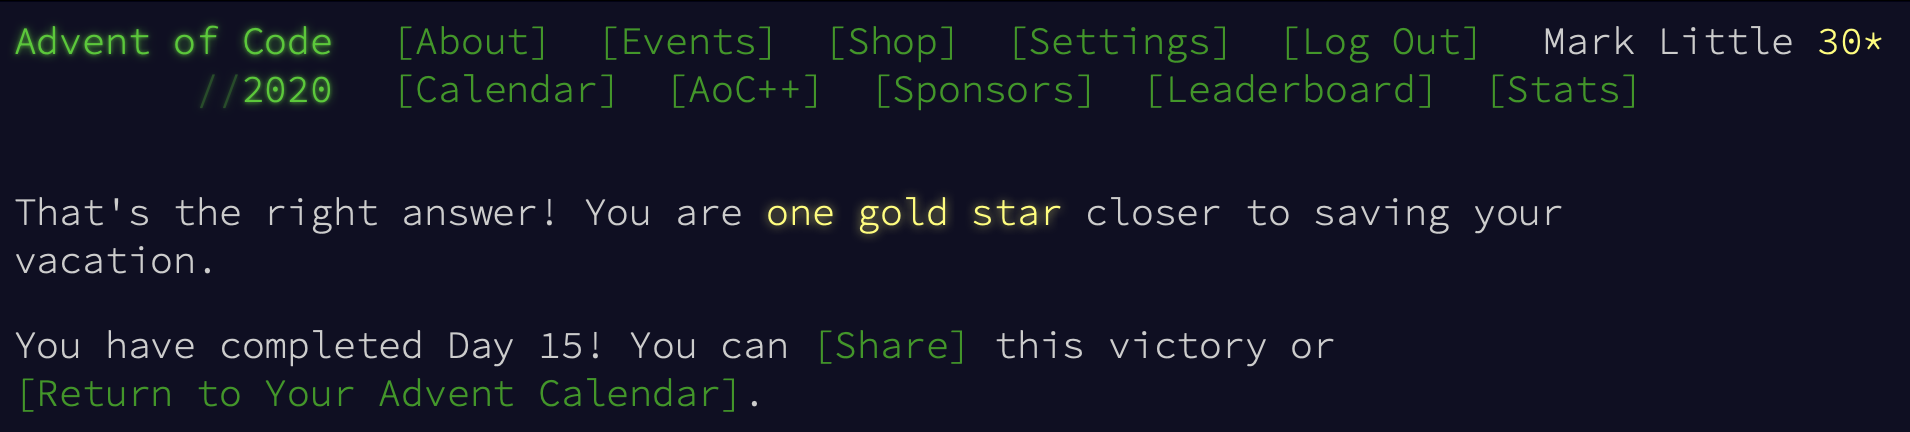 Advent of Code [About] [Events] [Shop] [Settings] [Log Out] Mark Little 30*
//2020 [Calendar] [AoC++] [Sponsors] [Leaderboard] [Stats]
That's the right answer! You are one gold star closer to saving your
vacation.
You have completed Day 15! You can [Share] this victory or
[Return to Your Advent Calendar].